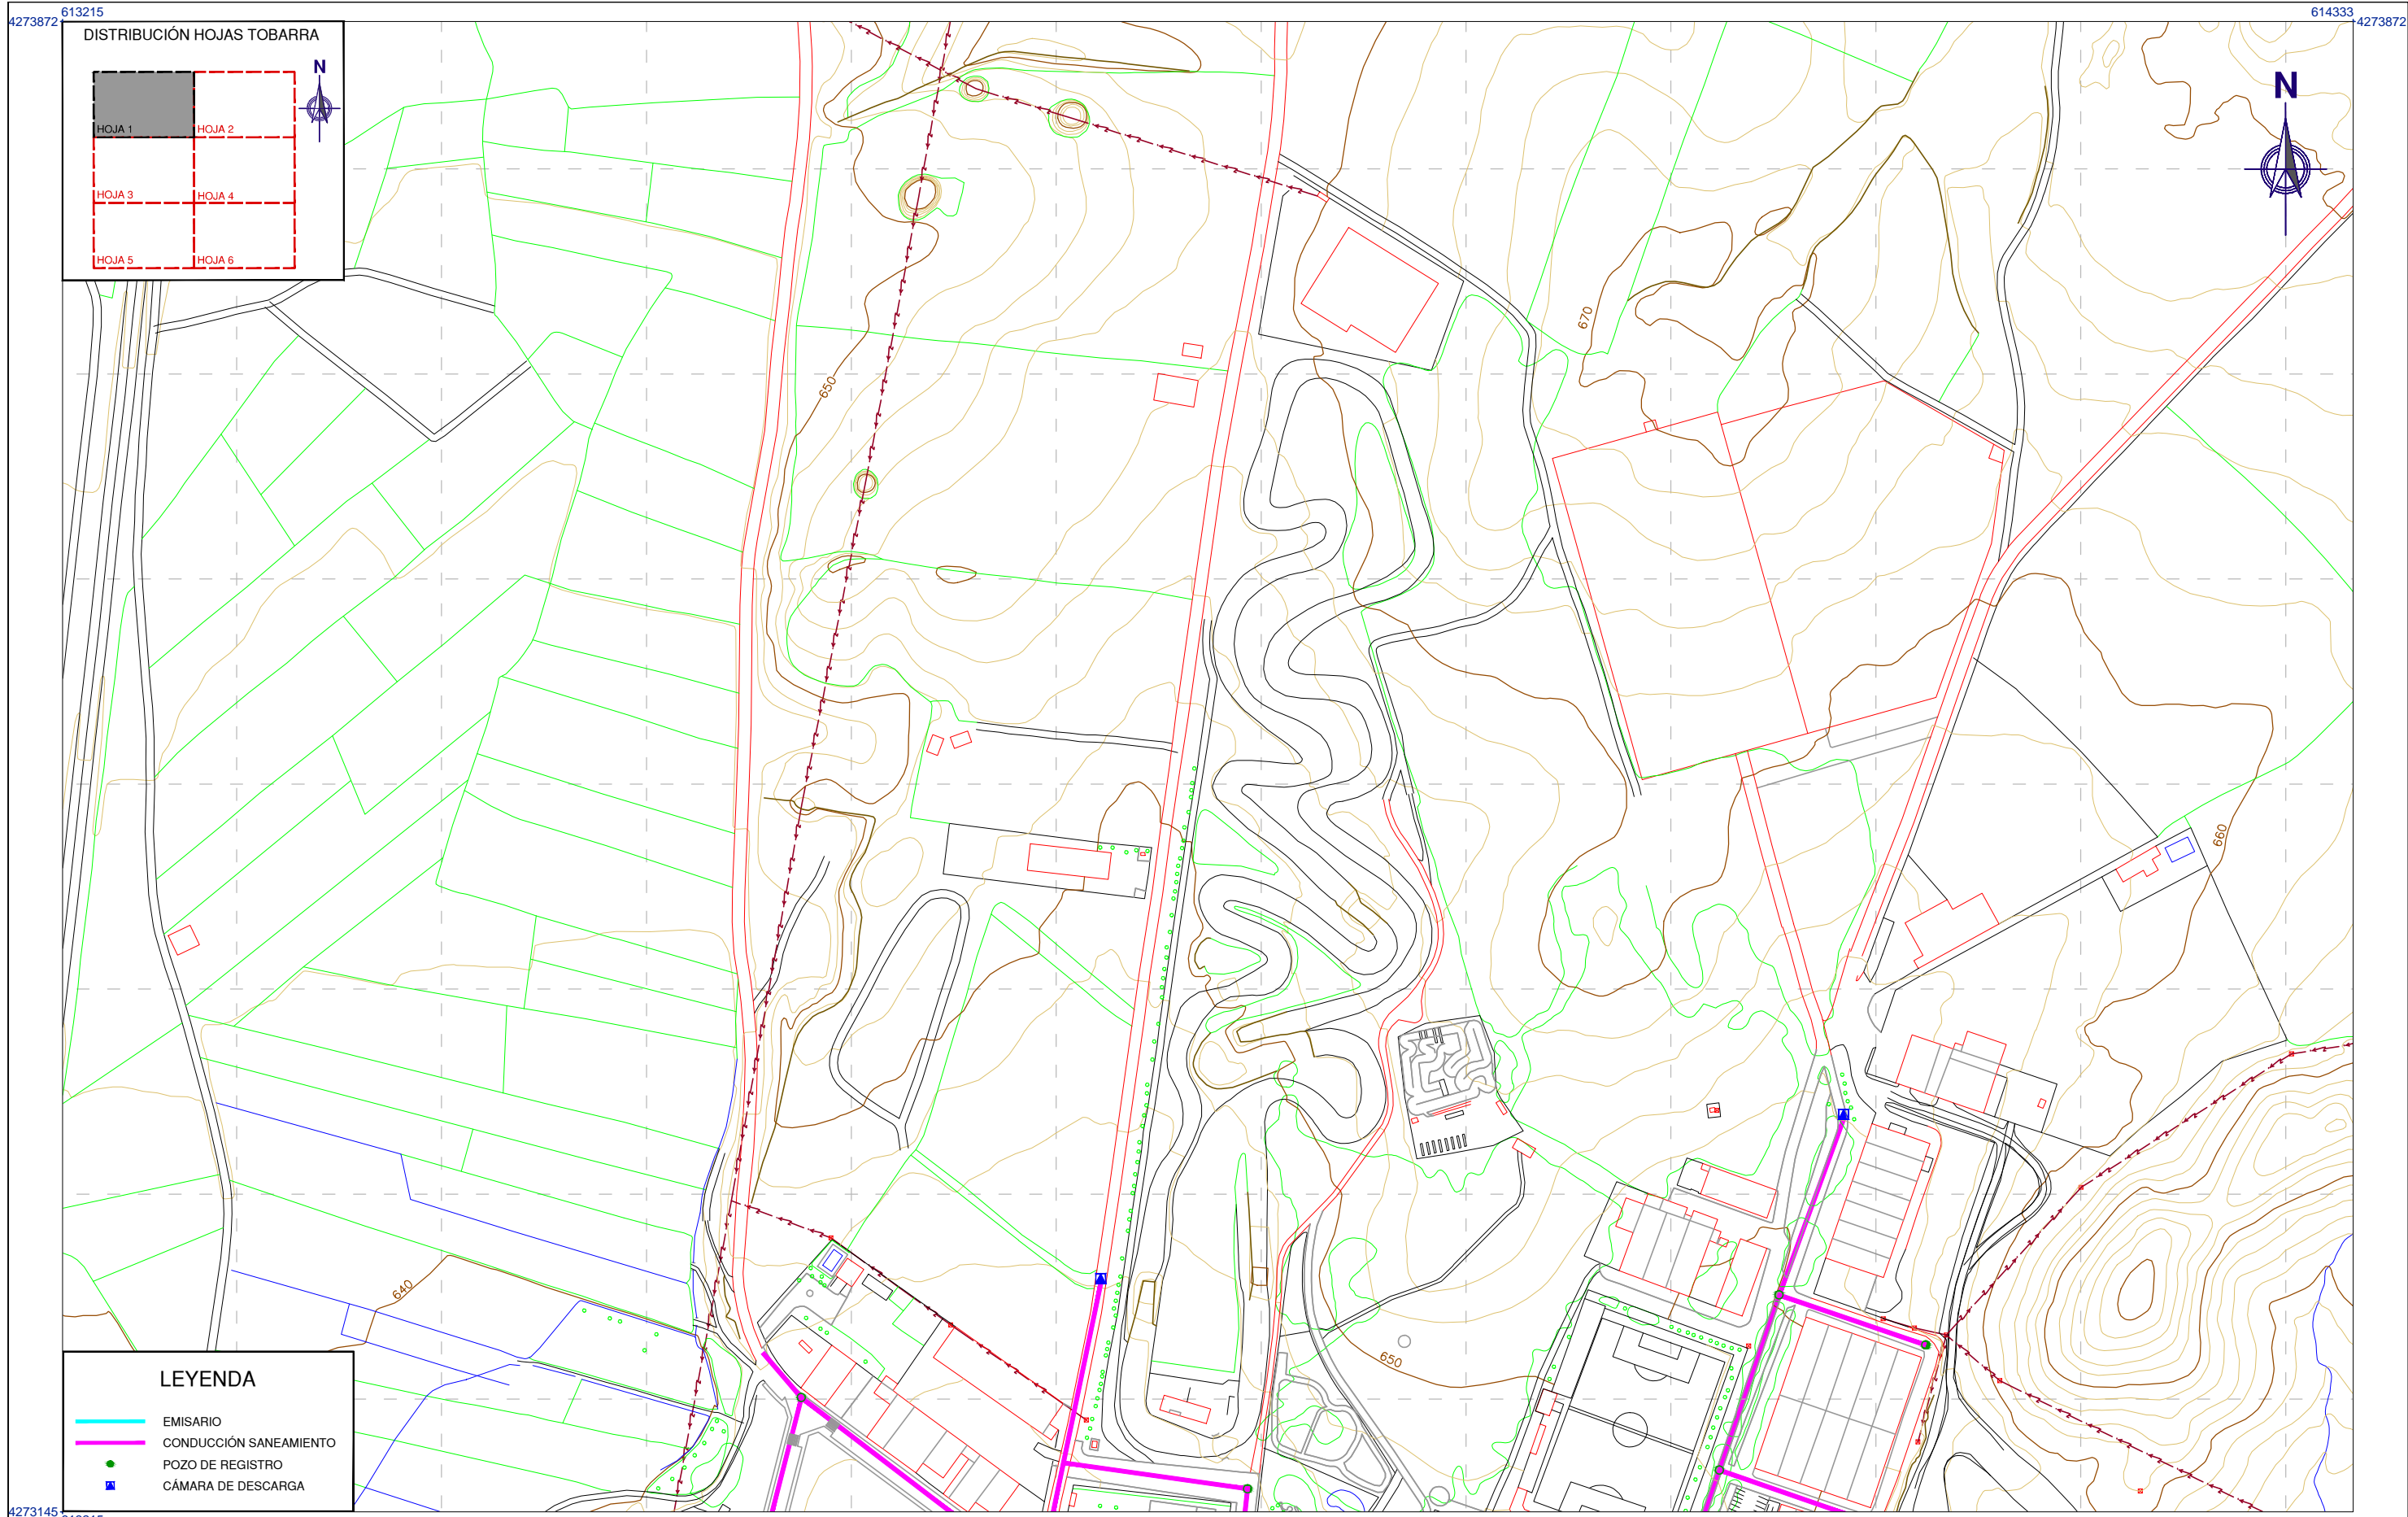 613215
614333
4273872
4273872
DISTRIBUCIÓN HOJAS TOBARRA
N
N
HOJA 1
HOJA 2
HOJA 3
HOJA 4
HOJA 5
HOJA 6
670
650
660
640
650
LEYENDA
EMISARIO
CONDUCCIÓN SANEAMIENTO
POZO DE REGISTRO
CÁMARA DE DESCARGA
4273145